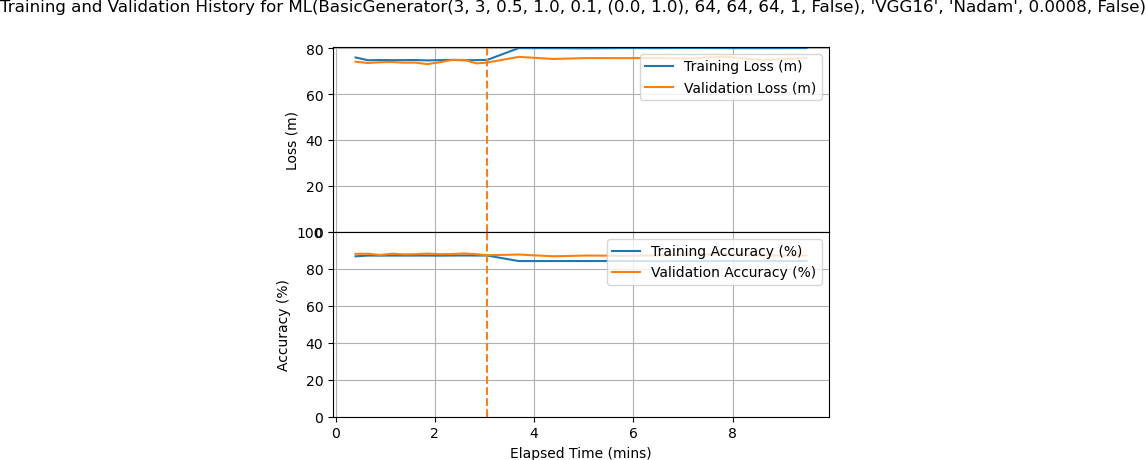 Training and Validation History for ML(BasicGenerator(3, 3, 0.5, 1.0, 0.1, (0.0, 1.0), 64, 64, 64, 1, False), 'VGG16', 'Nadam', 0.0008, False)
80
60
40
20
0
Loss (m)
Training Loss (m)
Validation Loss (m)
100
80
60
40
20
0
Accuracy (%)
Training Accuracy (%)
Validation Accuracy (%)
0 2 4 6 8
Elapsed Time (mins)